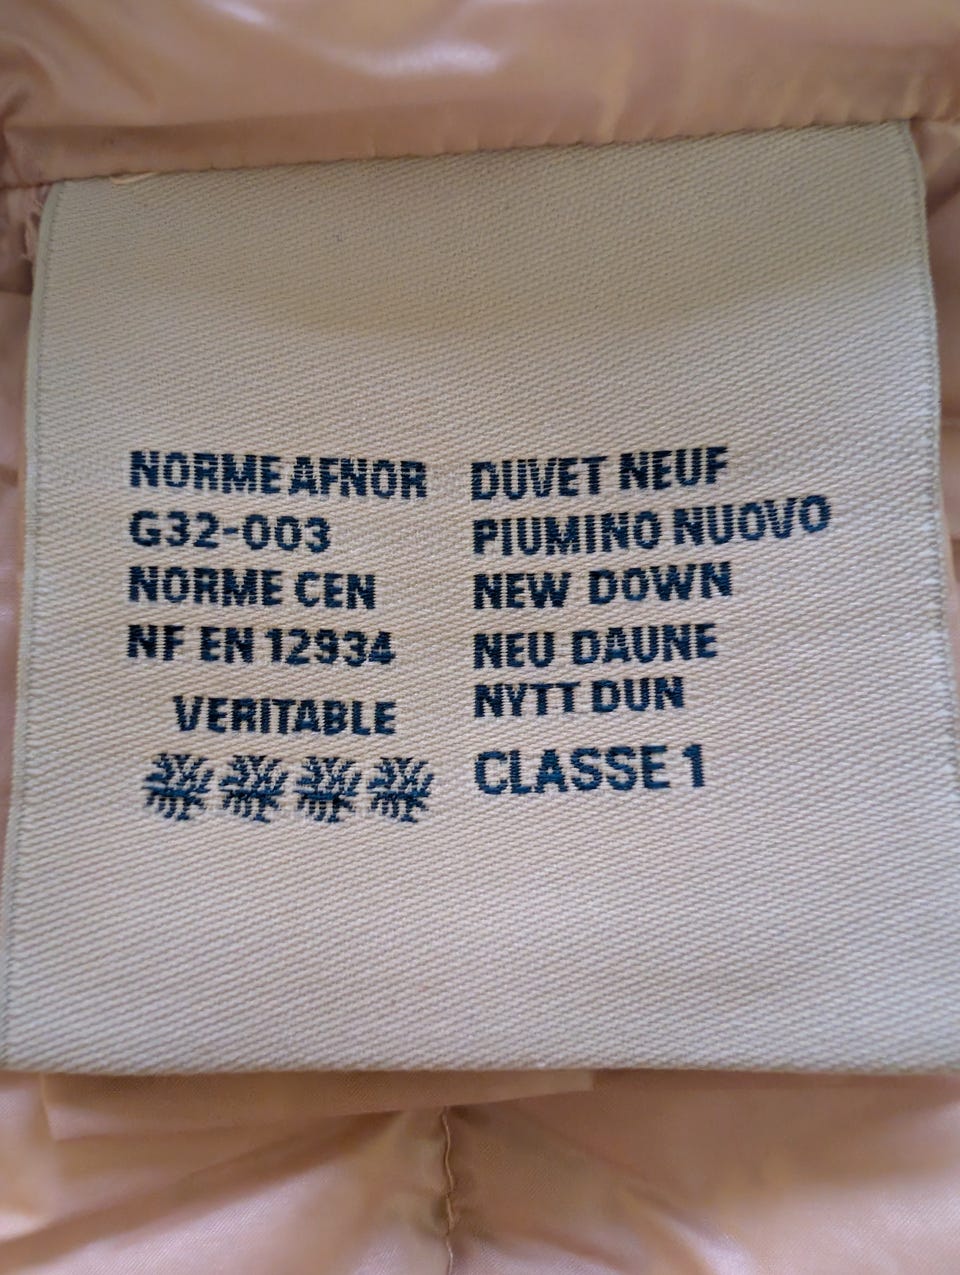 NORME AFNOR
G32-003
NORME CEN
NF EN 12934
VERITABLE
DUVET NEUF
PIUMINO NUOVO
NEW DOWN
NEU DAUNE
NYTT DUN
CLASSE 1